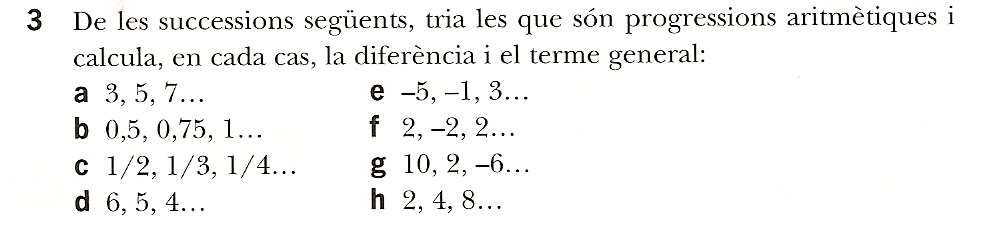 3 De les successions següents, tria les que són progressions aritmètiques i
calcula, en cada cas, la diferència i el terme general:
a 3, 5, 7...
b 0,5, 0,75, 1...
c 1/2, 1/3, 1/4...
d 6, 5, 4...
e –5, –1, 3...
f 2, –2, 2...
g 10, 2, –6...
h 2, 4, 8...